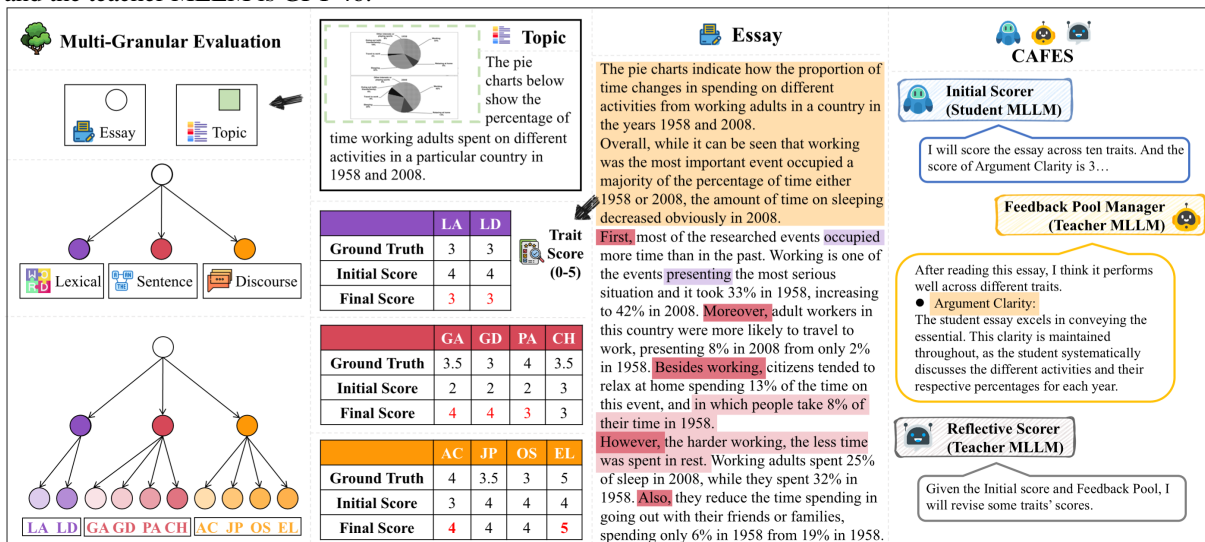 Multi-Granular Evaluation
Essay
Topic
Lexical
Sentence
Discourse
LA LD
GA GD PA CH
AC JP OS EL
Topic
The pie
charts below
show the
percentage of
time working adults spent on different
activities in a particular country in
1958 and 2008.
LA LD
Ground Truth 3 3
Initial Score 4 4
Final Score 3 3
Trait
Score
(0-5)
GA GD PA CH
Ground Truth 3.5 3 4 3.5
Initial Score 2 2 2 3
Final Score 4 4 3 3
AC JP OS EL
Ground Truth 4 3.5 3 5
Initial Score 3 4 4 4
Final Score 4 4 4 5
Essay
The pie charts indicate how the proportion of
time changes in spending on different
activities from working adults in a country in
the years 1958 and 2008.
Overall, while it can be seen that working
was the most important event occupied a
majority of the percentage of time either
1958 or 2008, the amount of time on sleeping
decreased obviously in 2008.
First, most of the researched events occupied
more time than in the past. Working is one of
the events presenting the most serious
situation and it took 33% in 1958, increasing
to 42% in 2008. Moreover, adult workers in
this country were more likely to travel to
work, presenting 8% in 2008 from only 2%
in 1958. Besides working, citizens tended to
relax at home spending 13% of the time on
this event, and in which people take 8% of
their time in 1958.
However, the harder working, the less time
was spent in rest. Working adults spent 25%
of sleep in 2008, while they spent 32% in
1958. Also, they reduce the time spending in
going out with their friends or families,
spending only 6% in 1958 from 19% in 1958.
CAFES
Initial Scorer
(Student MLLM)
I will score the essay across ten traits. And the
score of Argument Clarity is 3…
Feedback Pool Manager
(Teacher MLLM)
After reading this essay, I think it performs
well across different traits.
● Argument Clarity:
The student essay excels in conveying the
essential. This clarity is maintained
throughout, as the student systematically
discusses the different activities and their
respective percentages for each year.
Reflective Scorer
(Teacher MLLM)
Given the Initial score and Feedback Pool, I
will revise some traits' scores.